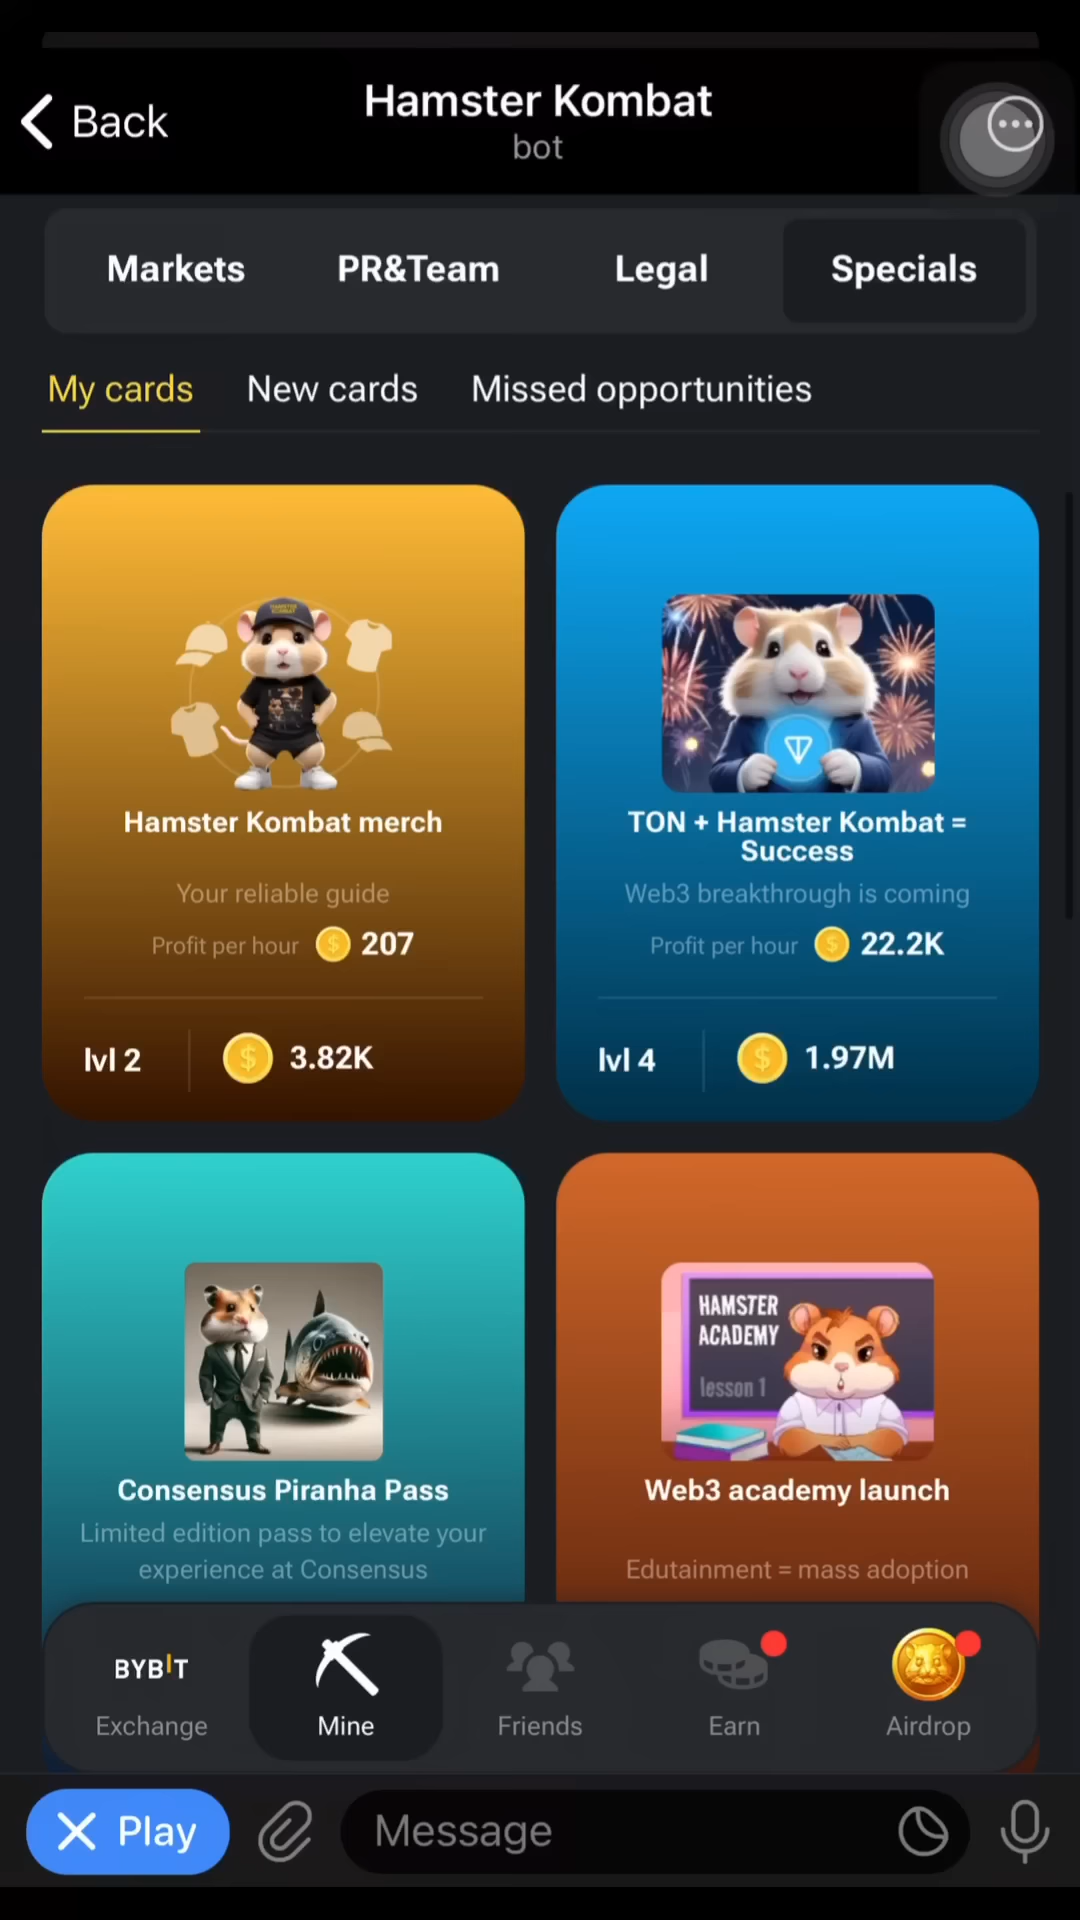 Back
Hamster Kombat
bot
Markets
PR&Team
Legal
Specials
My cards
New cards
Missed opportunities
HAMSTER
KOMBAT
Hamster Kombat merch
Your reliable guide
Profit per hour 207
lvl 2 3.82K
TON + Hamster Kombat =
Success
Web3 breakthrough is coming
Profit per hour 22.2K
lvl 4 1.97M
Consensus Piranha Pass
Limited edition pass to elevate your
experience at Consensus
HAMSTER
ACADEMY
lesson 1
Web3 academy launch
Edutainment = mass adoption
BYBIT
Exchange
Mine
Friends
Earn
Airdrop
Play
Message